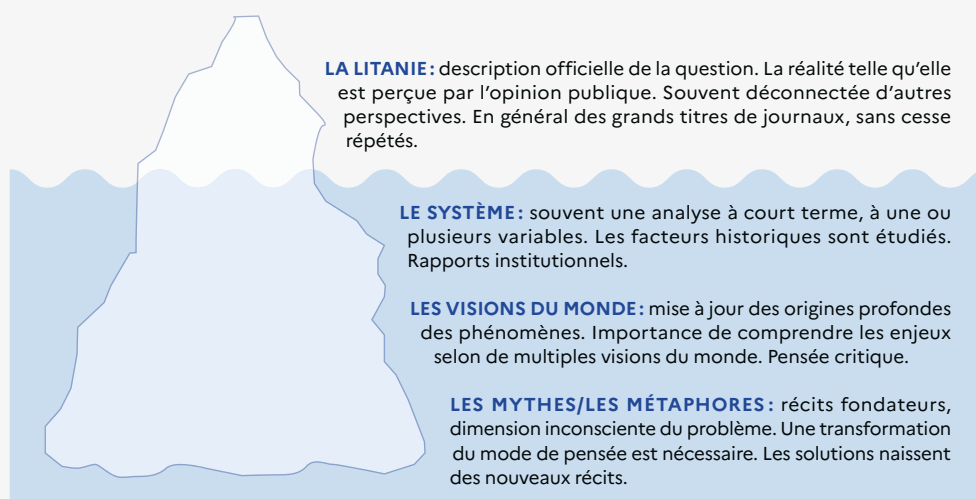 LA LITANIE : description officielle de la question. La réalité telle qu’elle
est perçue par l’opinion publique. Souvent déconnectée d’autres
perspectives. En général des grands titres de journaux, sans cesse
répétés.
LE SYSTÈME : souvent une analyse à court terme, à une ou
plusieurs variables. Les facteurs historiques sont étudiés.
Rapports institutionnels.
LES VISIONS DU MONDE : mise à jour des origines profondes
des phénomènes. Importance de comprendre les enjeux
selon de multiples visions du monde. Pensée critique.
LES MYTHES/LES MÉTAPHORES : récits fondateurs,
dimension inconsciente du problème. Une transformation
du mode de pensée est nécessaire. Les solutions naissent
des nouveaux récits.